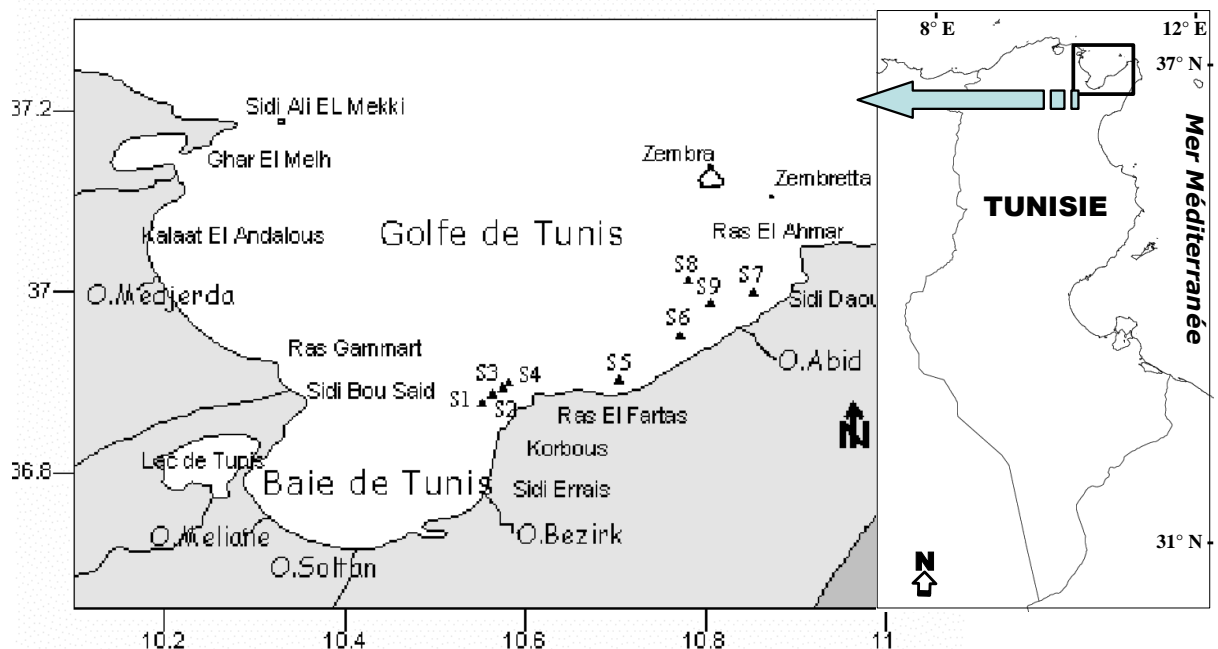 8° E
12° E
37° N
37.2
Sidi Ali EL Mekki
Ghar El Melh
Zembra
Zembretta
Mer Méditerranée
TUNISIE
Kalaat El Andalous
Golfe de Tunis
Ras El Ahmar
S8
S7
S9
37
O.Medjerda
Sidi Daou
S6
Ras Gammart
O.Abid
S5
S3
S4
Sidi Bou Said
S1
S2
Ras El Fartas
N
Korbous
36.8
Lac de Tunis
Baie de Tunis
Sidi Errais
O.Meliane
O.Bezirk
31° N
O.Soltan
N
10.2
10.4
10.6
10.8
11